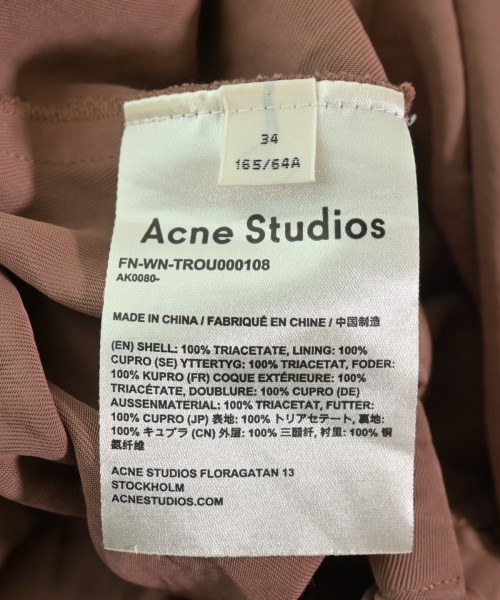 34
165/64A
Acne Studios
FN-WN-TROU000108
AK0080-
MADE IN CHINA / FABRIQUÉ EN CHINE / 中国制造
(EN) SHELL: 100% TRIACETATE, LINING: 100%
CUPRO (SE) YTTERTYG: 100% TRIACETAT, FODER:
100% KUPRO (FR) COQUE EXTÉRIEURE: 100%
TRIACÉTATE, DOUBLURE: 100% CUPRO (DE)
AUSSENMATERIAL: 100% TRIACETAT, FUTTER:
100% CUPRO (JP) 表地: 100% トリアセテート, 裏地:
100% キュプラ (CN) 外层: 100% 三醋纤, 衬里: 100% 铜
氨纤维
ACNE STUDIOS FLORAGATAN 13
STOCKHOLM
ACNESTUDIOS.COM